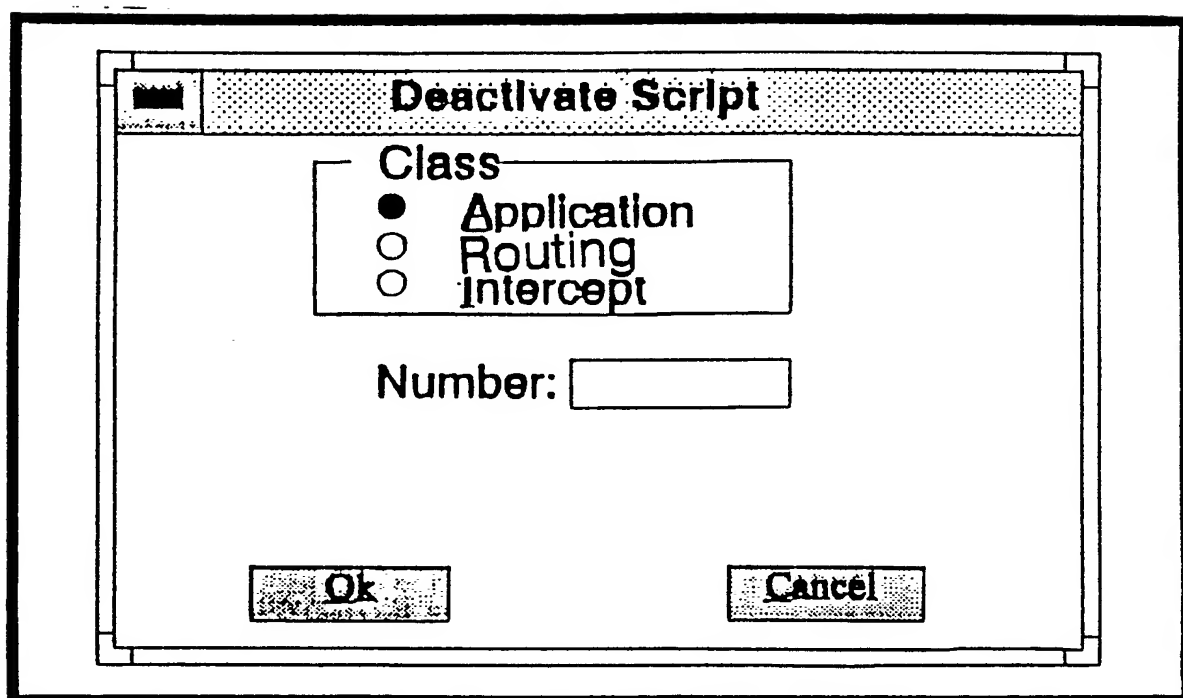 Deactivate Script
Class
Application
Routing
Intercept
Number:
Ok
Cancel